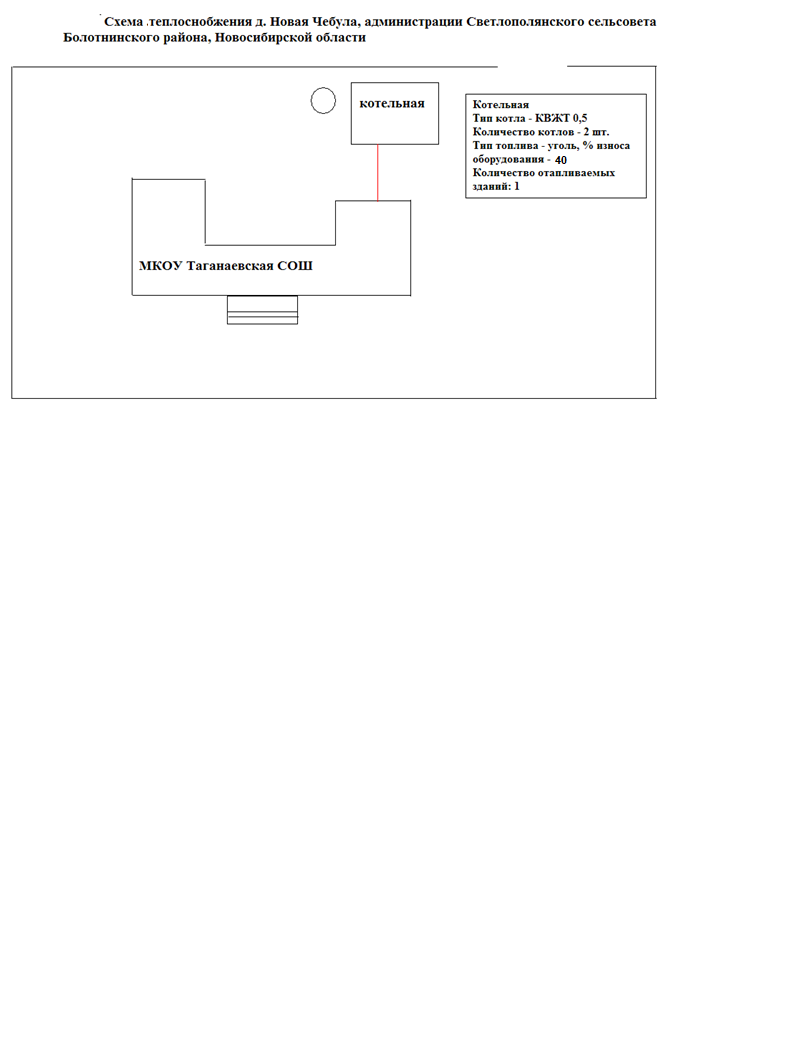 Схема .теплоснобжения д. Новая Чебула, администрации Светлополянского сельсовета
Болотнинского района, Новосибирской области
котельная
Котельная
Тип котла - КВЖТ 0,5
Количество котлов - 2 шт.
Тип топлива - уголь, % износа
оборудования - 40
Количество отапливаемых
зданий: 1
МКОУ Таганаевская СОШ